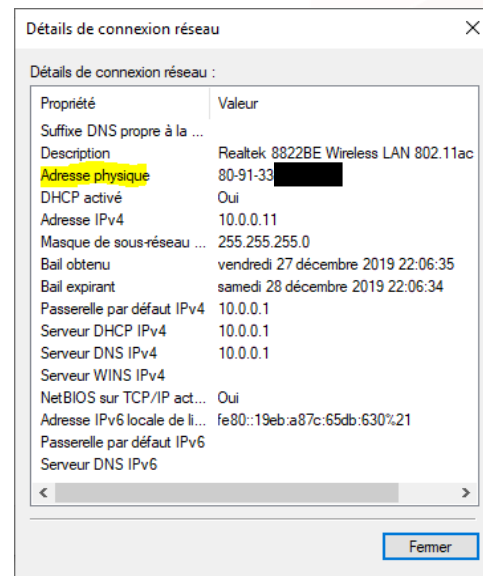 Détails de connexion réseau
Détails de connexion réseau :
Propriété Valeur
Suffixe DNS propre à la ...
Description Realtek 8822BE Wireless LAN 802.11ac
Adresse physique 80-91-33
DHCP activé Oui
Adresse IPv4 10.0.0.11
Masque de sous-réseau ... 255.255.255.0
Bail obtenu vendredi 27 décembre 2019 22:06:35
Bail expirant samedi 28 décembre 2019 22:06:34
Passerelle par défaut IPv4 10.0.0.1
Serveur DHCP IPv4 10.0.0.1
Serveur DNS IPv4 10.0.0.1
Serveur WINS IPv4
NetBIOS sur TCP/IP act... Oui
Adresse IPv6 locale de li... fe80::19eb:a87c:65db:630%21
Passerelle par défaut IPv6
Serveur DNS IPv6
Fermer